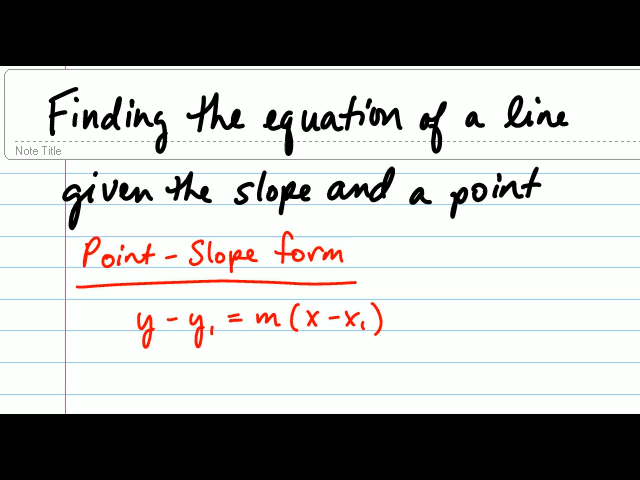 Finding the equation of a line
Note Title
given the slope and a point
Point - Slope form
y - y₁ = m(x - x₁)